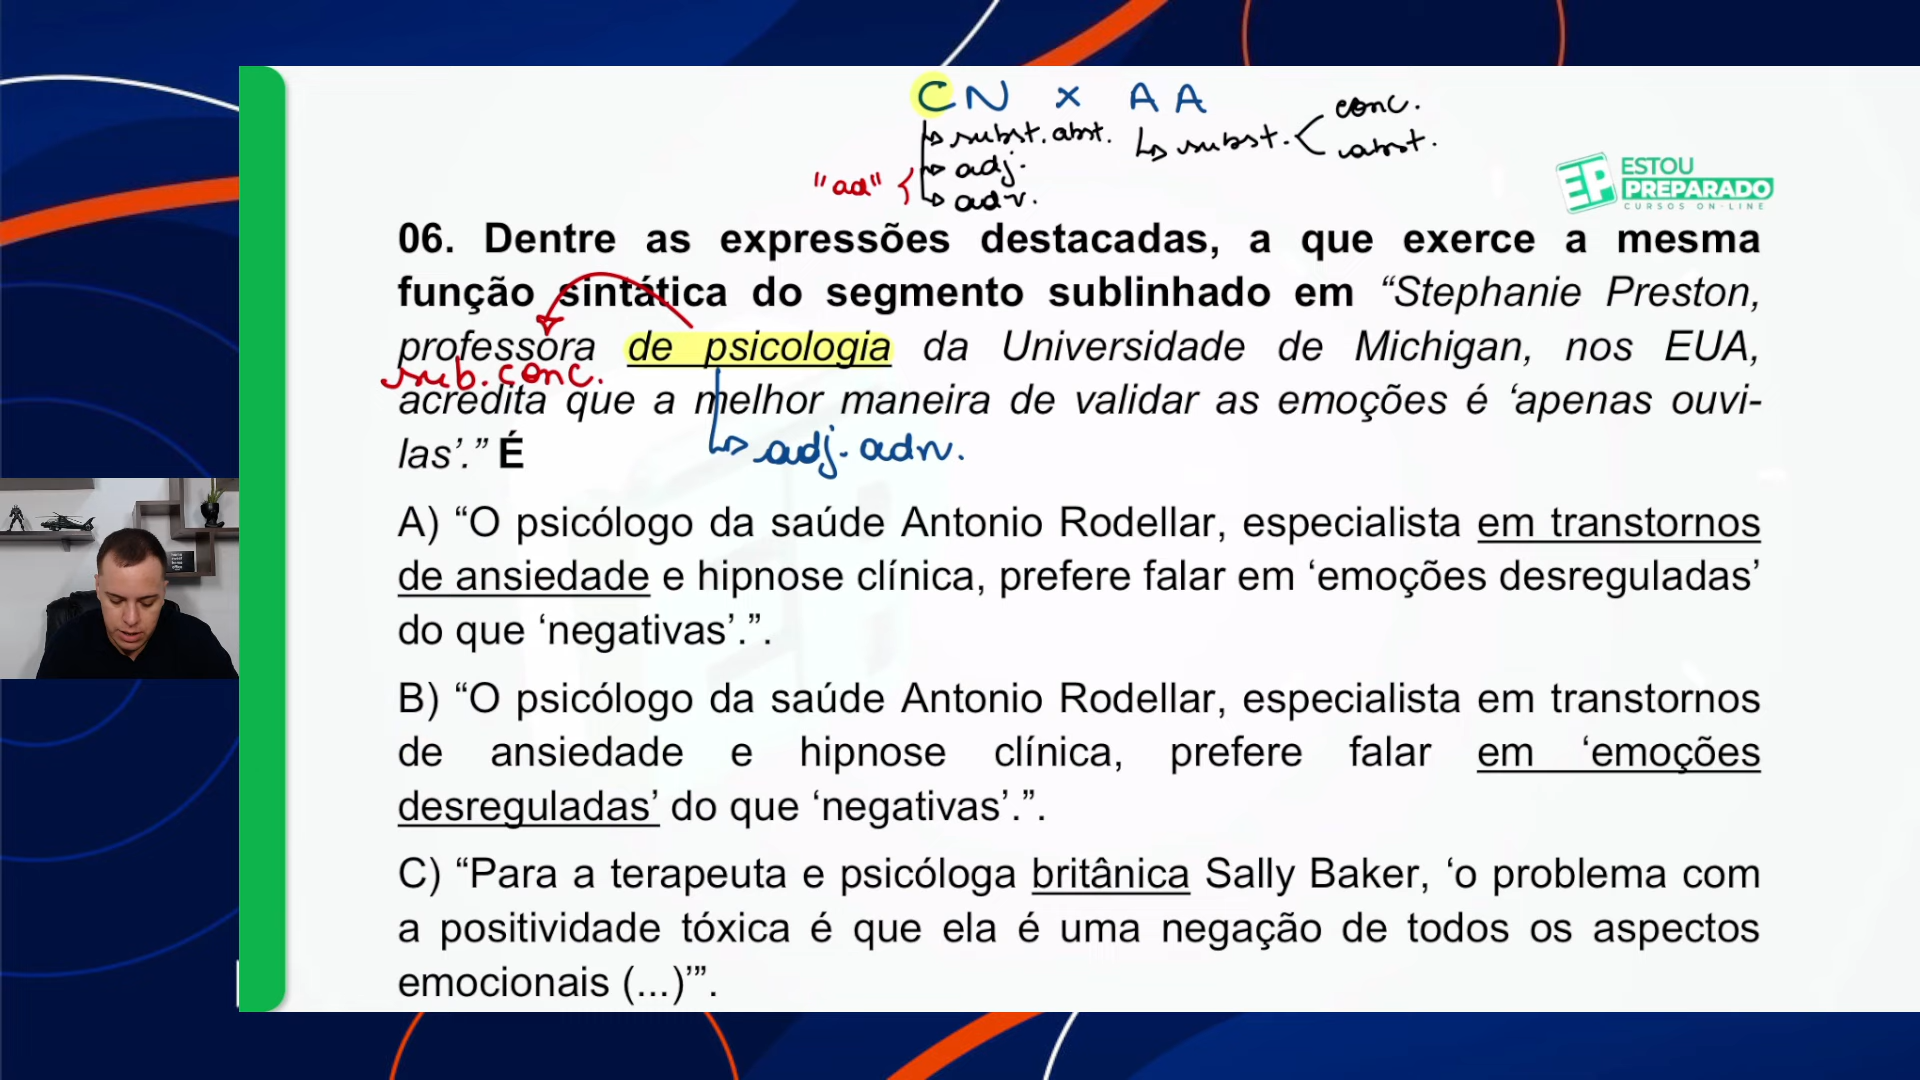 CN x AA
subst. abst.
subst.
conc.
abst.
adj.
"ad"
adv.
ESTOU
PREPARADO
CURSOS ON-LINE
EP
06. Dentre as expressões destacadas, a que exerce a mesma
função sintática do segmento sublinhado em “Stephanie Preston,
professora de psicologia da Universidade de Michigan, nos EUA,
sub. conc.
acredita que a melhor maneira de validar as emoções é ‘apenas ouvi-
las’.” É
adj. adn.
A) “O psicólogo da saúde Antonio Rodellar, especialista em transtornos
de ansiedade e hipnose clínica, prefere falar em ‘emoções desreguladas’
do que ‘negativas’.”.
B) “O psicólogo da saúde Antonio Rodellar, especialista em transtornos
de ansiedade e hipnose clínica, prefere falar em ‘emoções
desreguladas’ do que ‘negativas’.”.
C) “Para a terapeuta e psicóloga britânica Sally Baker, ‘o problema com
a positividade tóxica é que ela é uma negação de todos os aspectos
emocionais (...)’”.